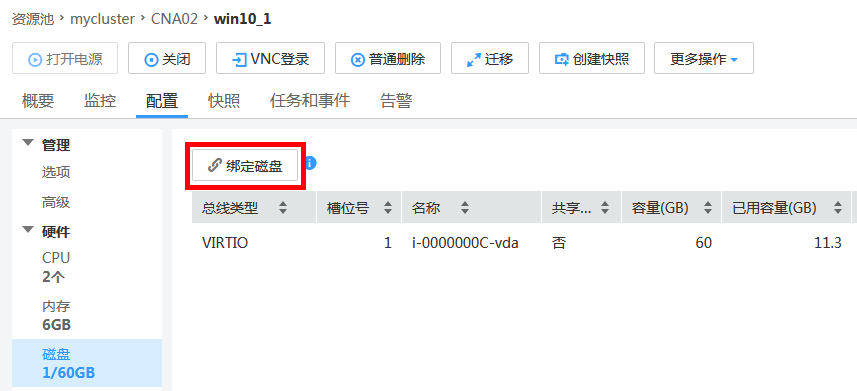 资源池 > mycluster > CNA02 > win10_1
打开电源 关闭 VNC登录 普通删除 迁移 创建快照 更多操作
概要 监控 配置 快照 任务和事件 告警
管理
选项
高级
硬件
CPU
2个
内存
6GB
磁盘
1/60GB
绑定磁盘
总线类型 槽位号 名称 共享... 容量(GB) 已用容量(GB)
VIRTIO 1 i-0000000C-vda 否 60 11.3